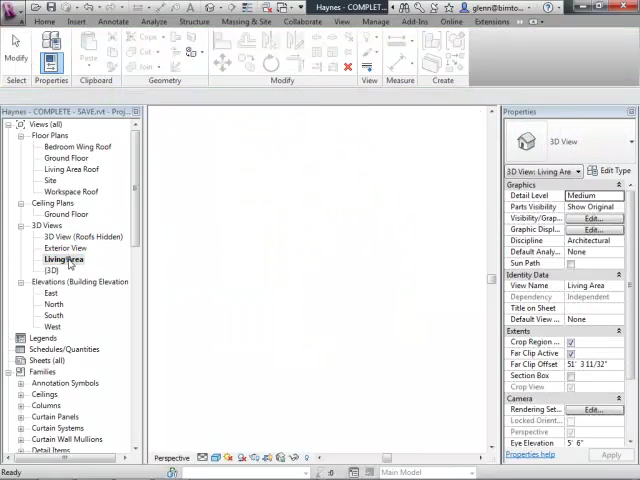 Haynes - COMPLET...
glenn@bimto...
Home Insert Annotate Analyze Structure Massing & Site Collaborate View Manage Add-Ins Online Extensions
Modify
Paste
Cope
Cut
Join
Select Properties Clipboard Geometry Modify View Measure Create
Haynes - COMPLETE - SAVE.rvt - Proj...
Views (all)
Floor Plans
Bedroom Wing Roof
Ground Floor
Living Area Roof
Site
Workspace Roof
Ceiling Plans
Ground Floor
3D Views
3D View (Roofs Hidden)
Exterior View
Living Area
{3D}
Elevations (Building Elevation
East
North
South
West
Legends
Schedules/Quantities
Sheets (all)
Families
Annotation Symbols
Ceilings
Columns
Curtain Panels
Curtain Systems
Curtain Wall Mullions
Detail Items
Perspective
Properties
3D View
3D View: Living Are
Edit Type
Graphics
Detail Level Medium
Parts Visibility Show Original
Visibility/Grap... Edit...
Graphic Displ... Edit...
Discipline Architectural
Default Analy... None
Sun Path
Identity Data
View Name Living Area
Dependency Independent
Title on Sheet
Default View ... None
Extents
Crop Region ...
Far Clip Active
Far Clip Offset 51' 3 11/32"
Section Box
Crop View
Camera
Rendering Set... Edit...
Locked Orient...
Perspective
Eye Elevation 5' 6"
Properties help Apply
Ready
:0
Main Model